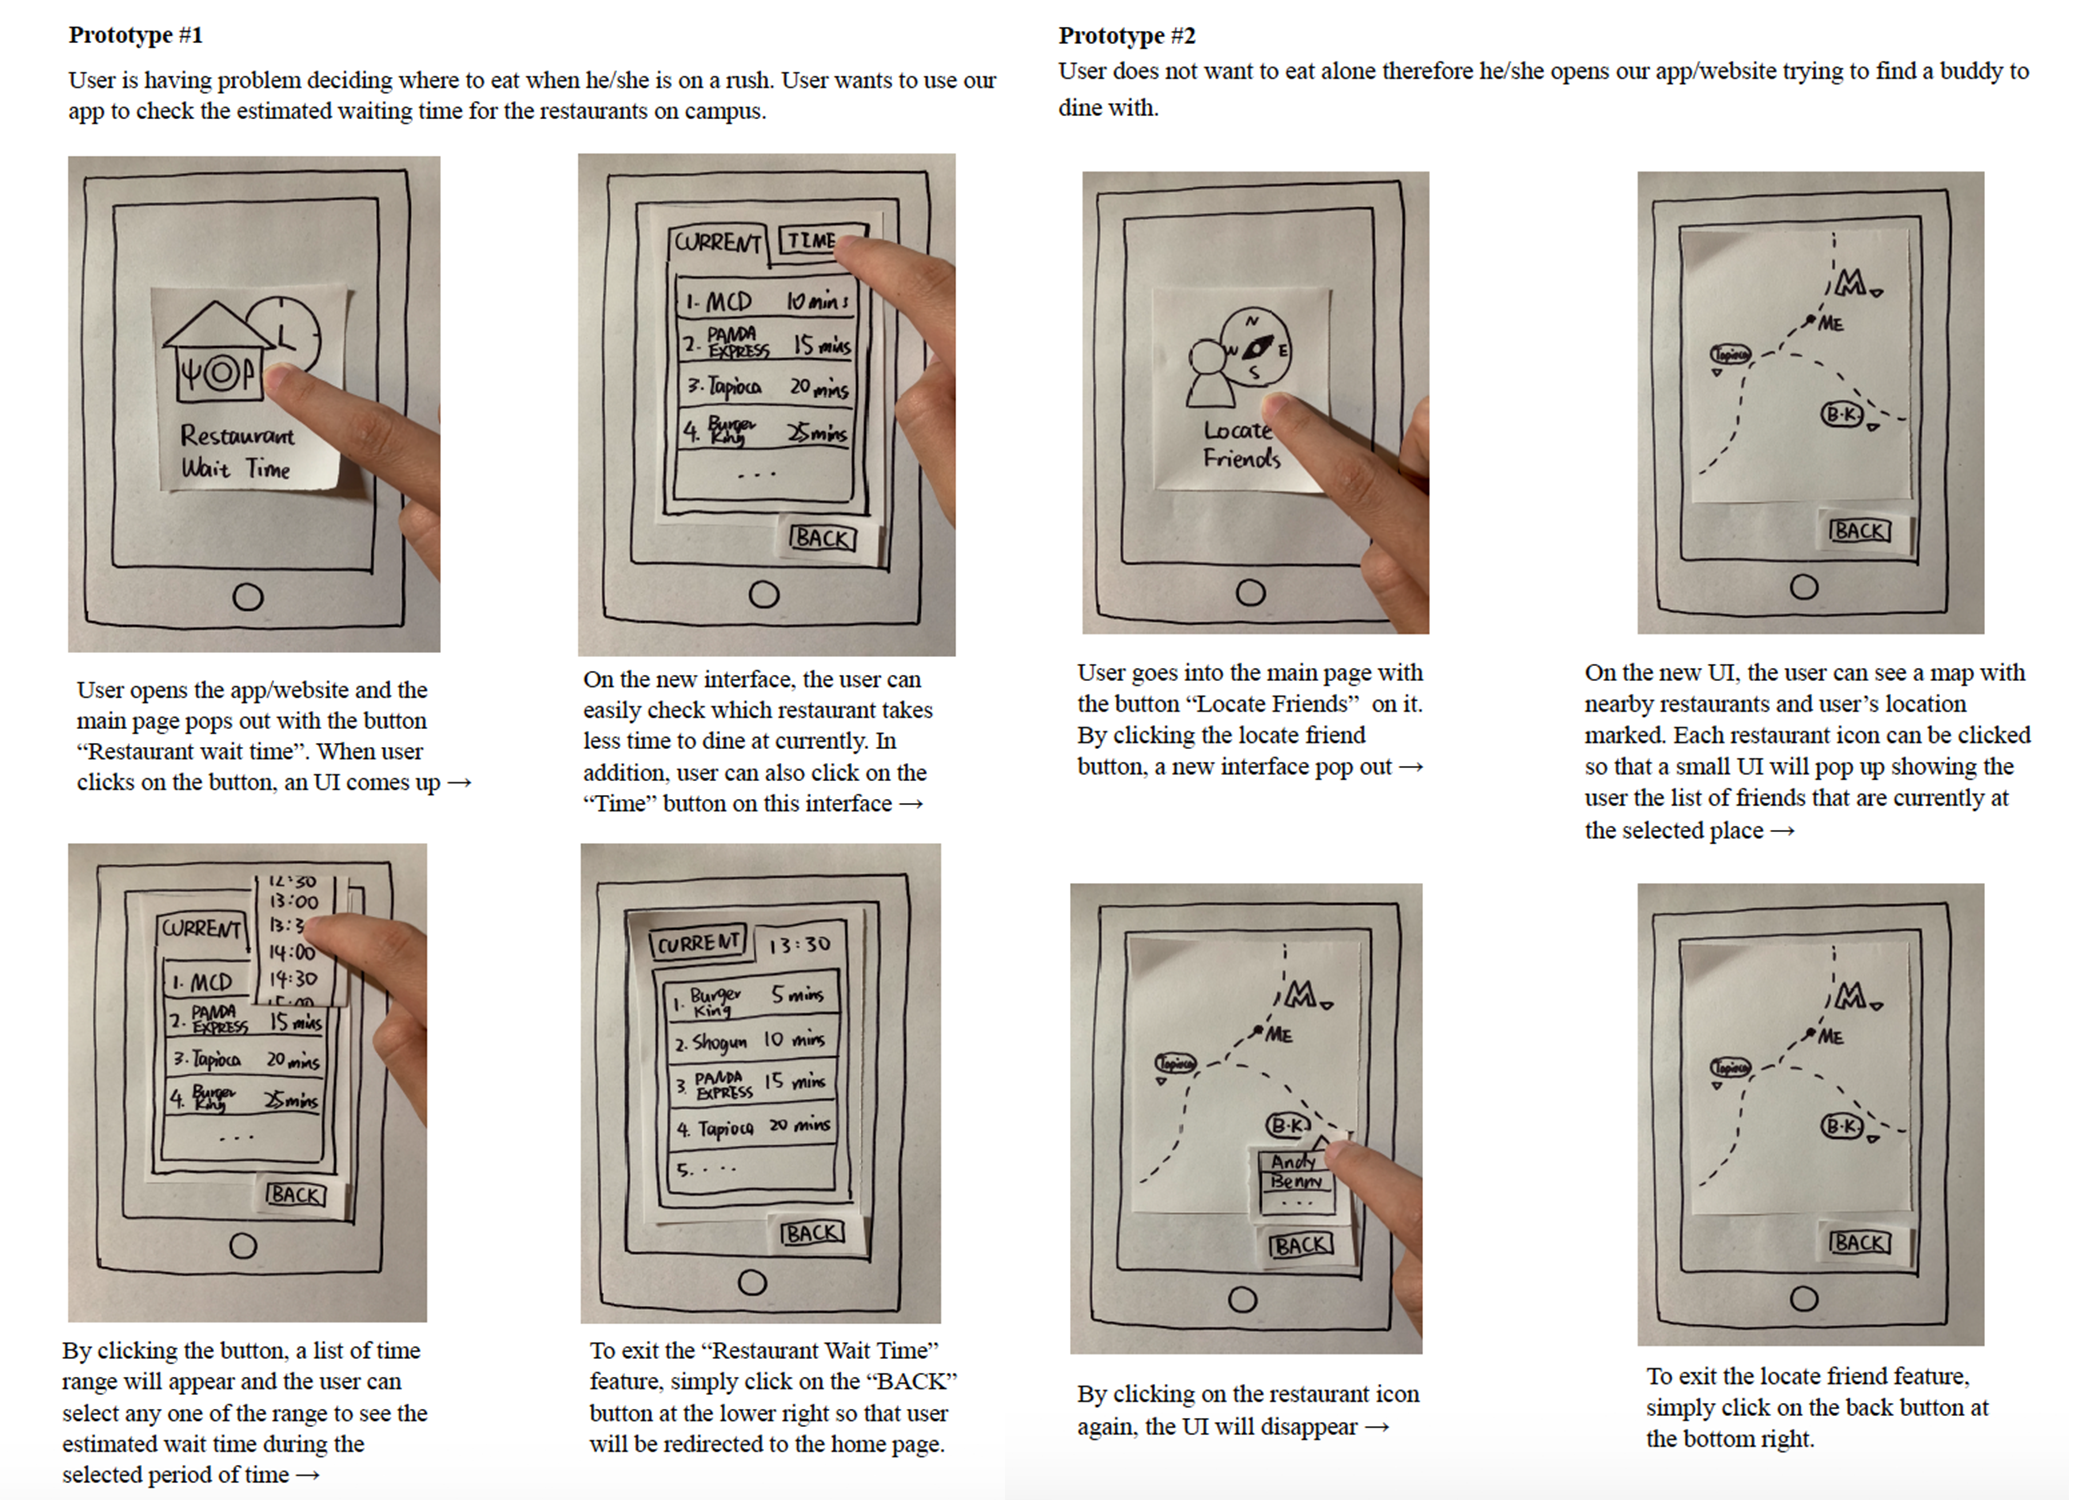 Prototype #1
User is having problem deciding where to eat when he/she is on a rush. User wants to use our
app to check the estimated waiting time for the restaurants on campus.
Restaurant
Wait Time
CURRENT TIME
1- MCD 10 mins
2- PANDA
EXPRESS 15 mins
3. Tapioca 20 mins
4. Burger
King 25 mins
...
BACK
User opens the app/website and the
main page pops out with the button
“Restaurant wait time”. When user
clicks on the button, an UI comes up →
On the new interface, the user can
easily check which restaurant takes
less time to dine at currently. In
addition, user can also click on the
“Time” button on this interface →
12:30
13:00
13:3
14:00
14:30
15:00
CURRENT
1. MCD
2. PANDA
EXPRESS 15 mins
3. Tapioca 20 mins
4. Burger
King 25 mins
...
BACK
CURRENT 13:30
1. Burger
King 5 mins
2. Shogun 10 mins
3. PANDA
EXPRESS 15 mins
4. Tapioca 20 mins
5. ...
BACK
By clicking the button, a list of time
range will appear and the user can
select any one of the range to see the
estimated wait time during the
selected period of time →
To exit the “Restaurant Wait Time”
feature, simply click on the “BACK”
button at the lower right so that user
will be redirected to the home page.
Prototype #2
User does not want to eat alone therefore he/she opens our app/website trying to find a buddy to
dine with.
N
W E
S
Locate
Friends
M
ME
Tapioca
B.K.
BACK
User goes into the main page with
the button “Locate Friends” on it.
By clicking the locate friend
button, a new interface pop out →
On the new UI, the user can see a map with
nearby restaurants and user’s location
marked. Each restaurant icon can be clicked
so that a small UI will pop up showing the
user the list of friends that are currently at
the selected place →
M
ME
Tapioca
B.K.
Andy
Benny
...
BACK
M
ME
Tapioca
B.K.
BACK
By clicking on the restaurant icon
again, the UI will disappear →
To exit the locate friend feature,
simply click on the back button at
the bottom right.